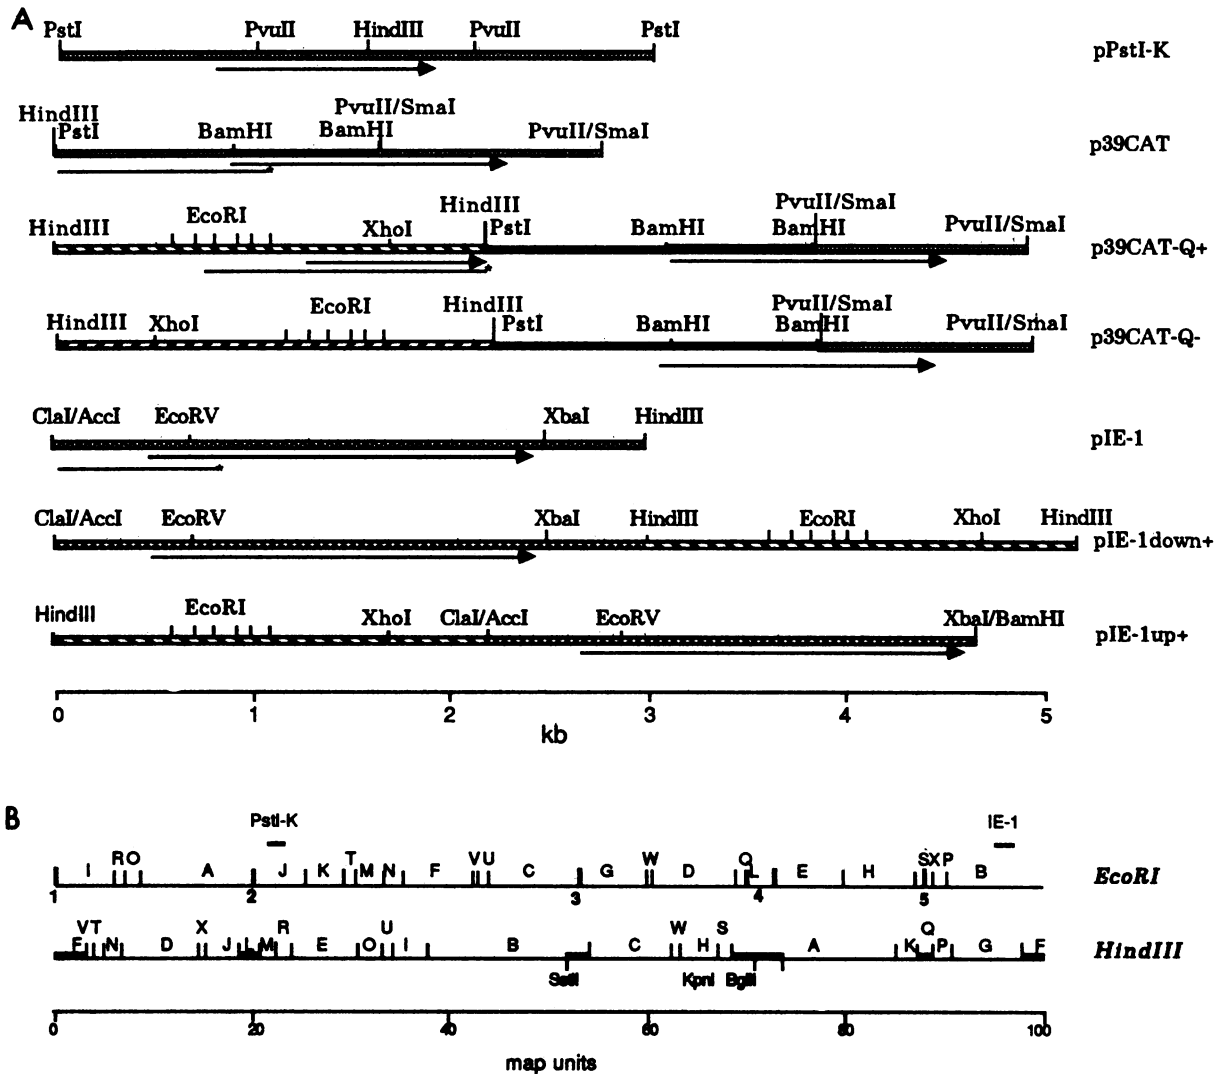 A
PstI PvuII HindIII PvuII PstI
pPstI-K
HindIII
PstI BamHI PvuII/SmaI BamHI PvuII/SmaI
p39CAT
HindIII EcoRI XhoI HindIII PstI BamHI PvuII/SmaI BamHI PvuII/SmaI
p39CAT-Q+
HindIII XhoI EcoRI HindIII PstI BamHI PvuII/SmaI BamHI PvuII/SmaI
p39CAT-Q-
ClaI/AccI EcoRV XbaI HindIII
pIE-1
ClaI/AccI EcoRV XbaI HindIII EcoRI XhoI HindIII
pIE-1down+
HindIII EcoRI XhoI ClaI/AccI EcoRV XbaI/BamHI
pIE-1up+
0 1 2 3 4 5
kb
B
PstI-K IE-1
I R O A J K T M N F V U C G W D Q L E H S X P B
EcoRI
1 2 3 4 5
F V T N D X J M R E O U I B C W H S A K Q P G F
HindIII
SstII KpnI BglII
0 20 40 60 80 100
map units